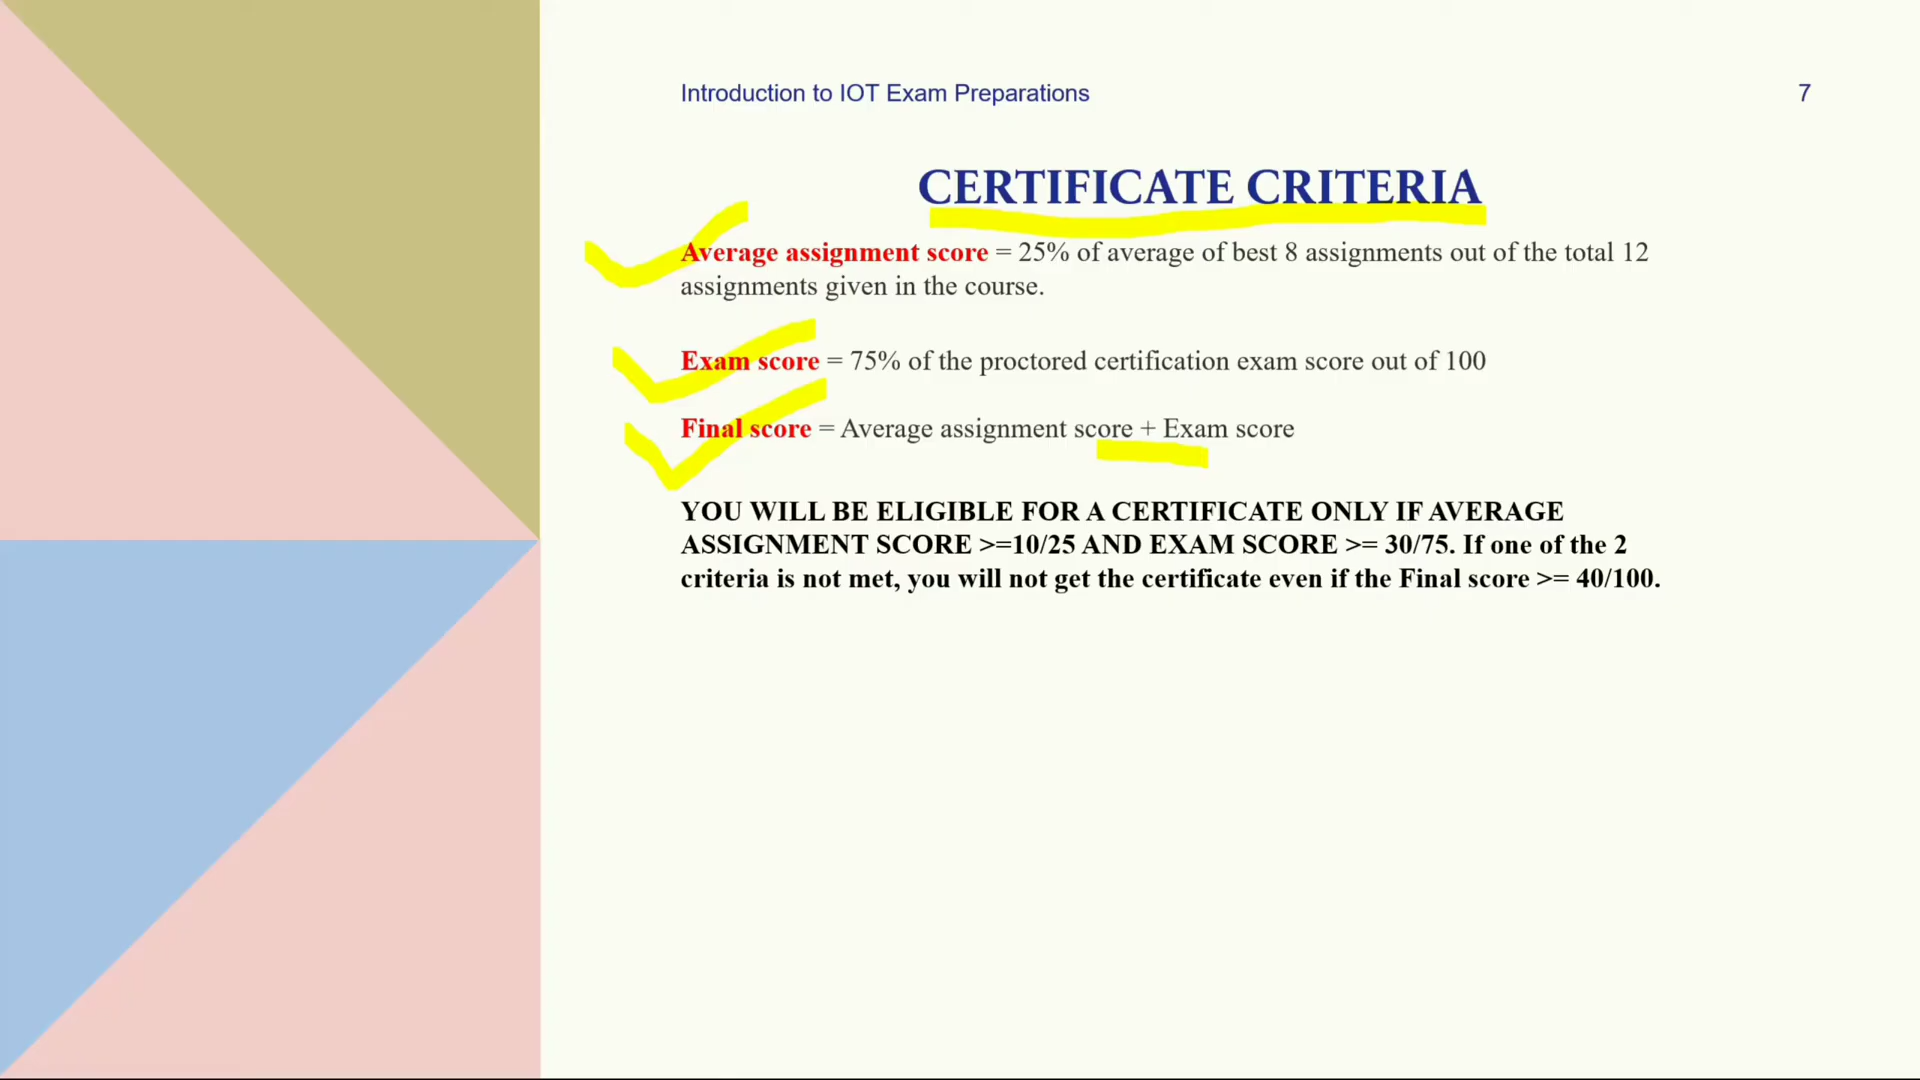 Introduction to IOT Exam Preparations
7
CERTIFICATE CRITERIA
Average assignment score = 25% of average of best 8 assignments out of the total 12
assignments given in the course.
Exam score = 75% of the proctored certification exam score out of 100
Final score = Average assignment score + Exam score
YOU WILL BE ELIGIBLE FOR A CERTIFICATE ONLY IF AVERAGE
ASSIGNMENT SCORE >=10/25 AND EXAM SCORE >= 30/75. If one of the 2
criteria is not met, you will not get the certificate even if the Final score >= 40/100.